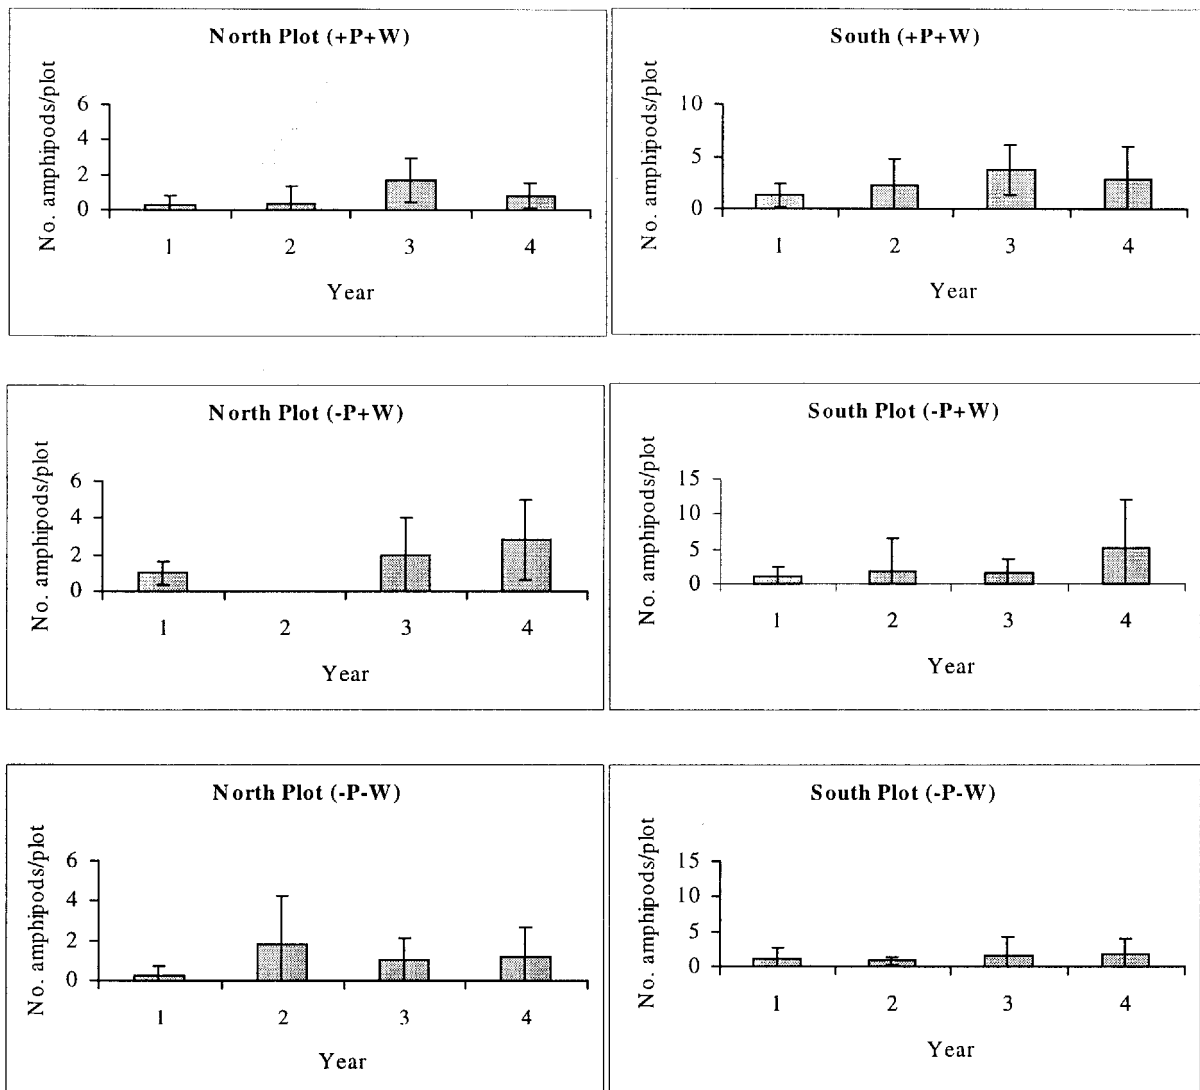 North Plot (+P+W)
No. amphipods/plot
6
4
2
0
1 2 3 4
Year
South (+P+W)
No. amphipods/plot
10
5
0
1 2 3 4
Year
North Plot (-P+W)
No. amphipods/plot
6
4
2
0
1 2 3 4
Year
South Plot (-P+W)
No. amphipods/plot
15
10
5
0
1 2 3 4
Year
North Plot (-P-W)
No. amphipods/plot
6
4
2
0
1 2 3 4
Year
South Plot (-P-W)
No. amphipods/plot
15
10
5
0
1 2 3 4
Year